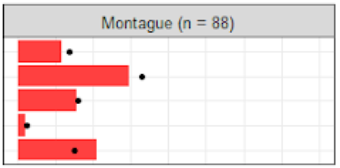 Montague (n = 88)